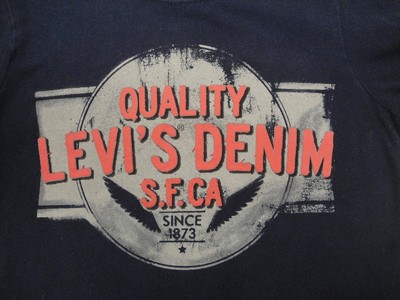 QUALITY
LEVI'S DENIM
S.F.CA
SINCE
1873